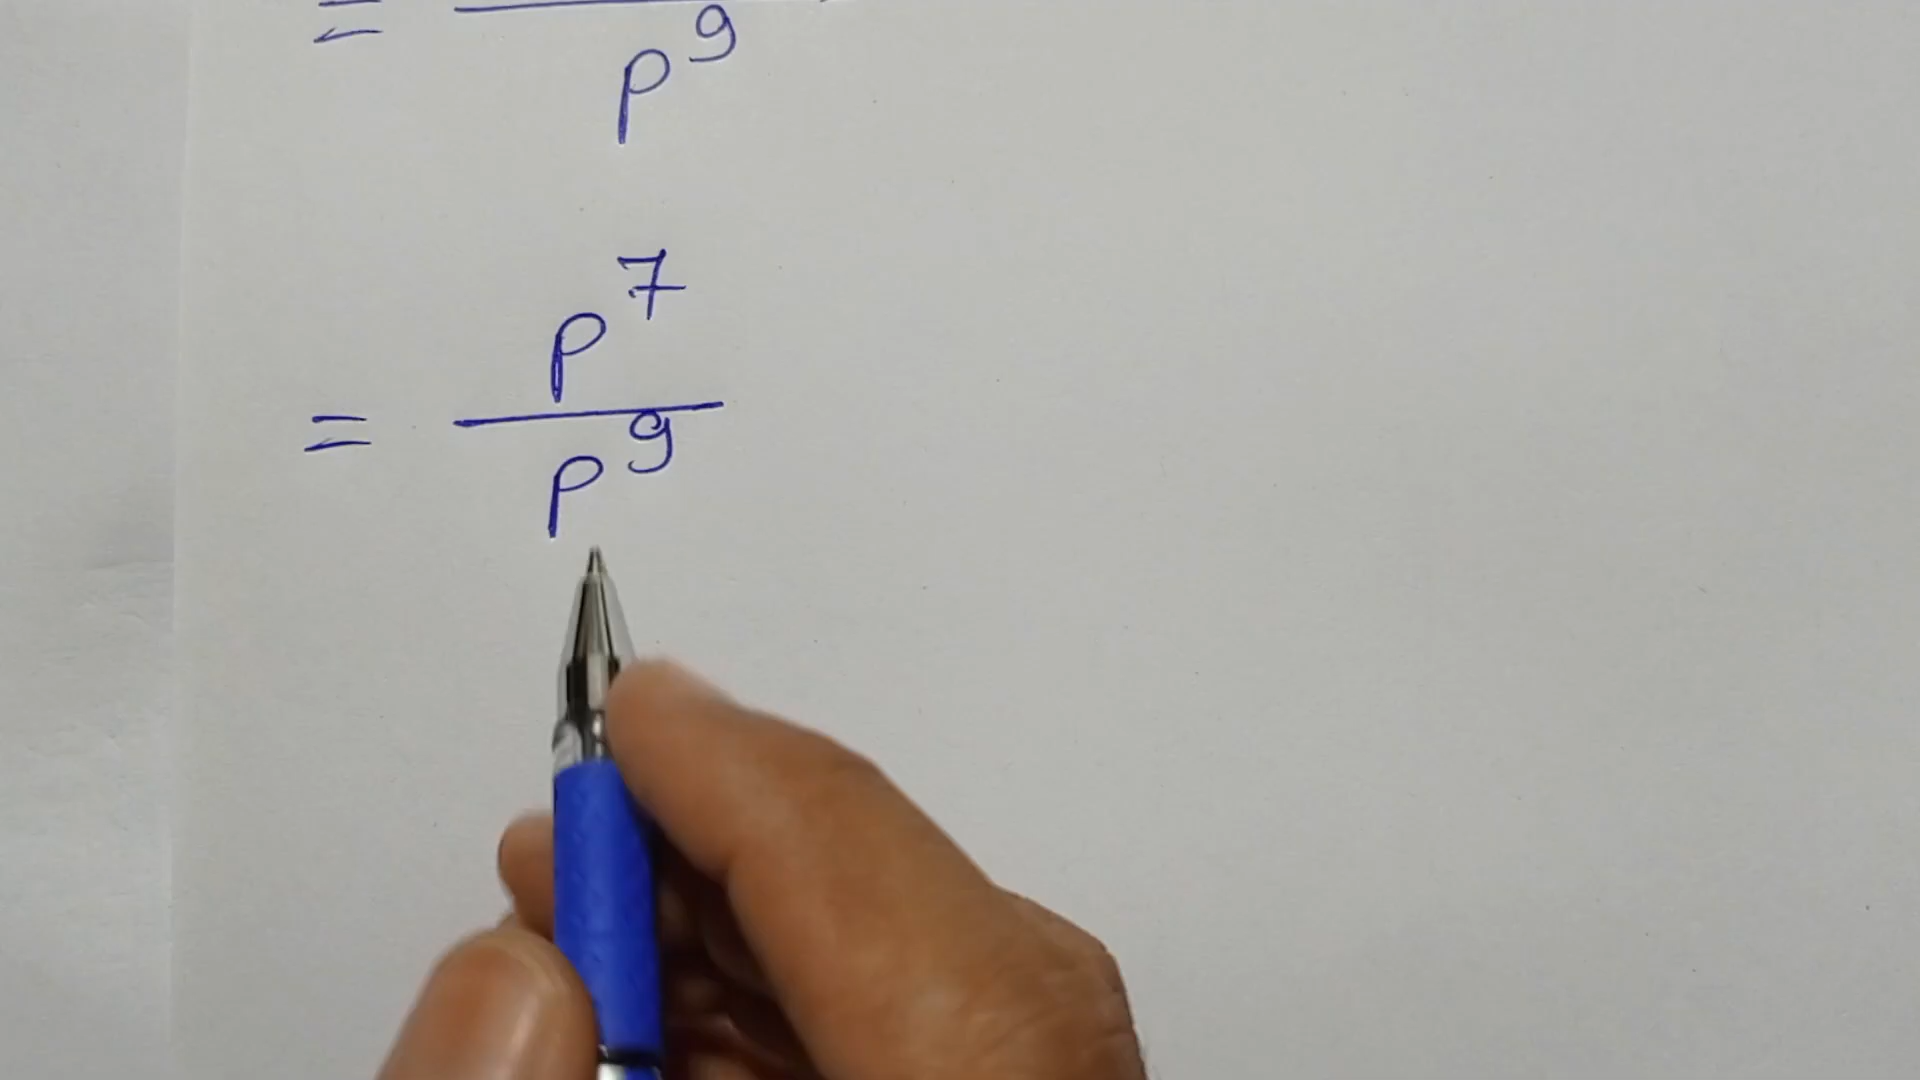 =
p^9
p^7
=
p^9